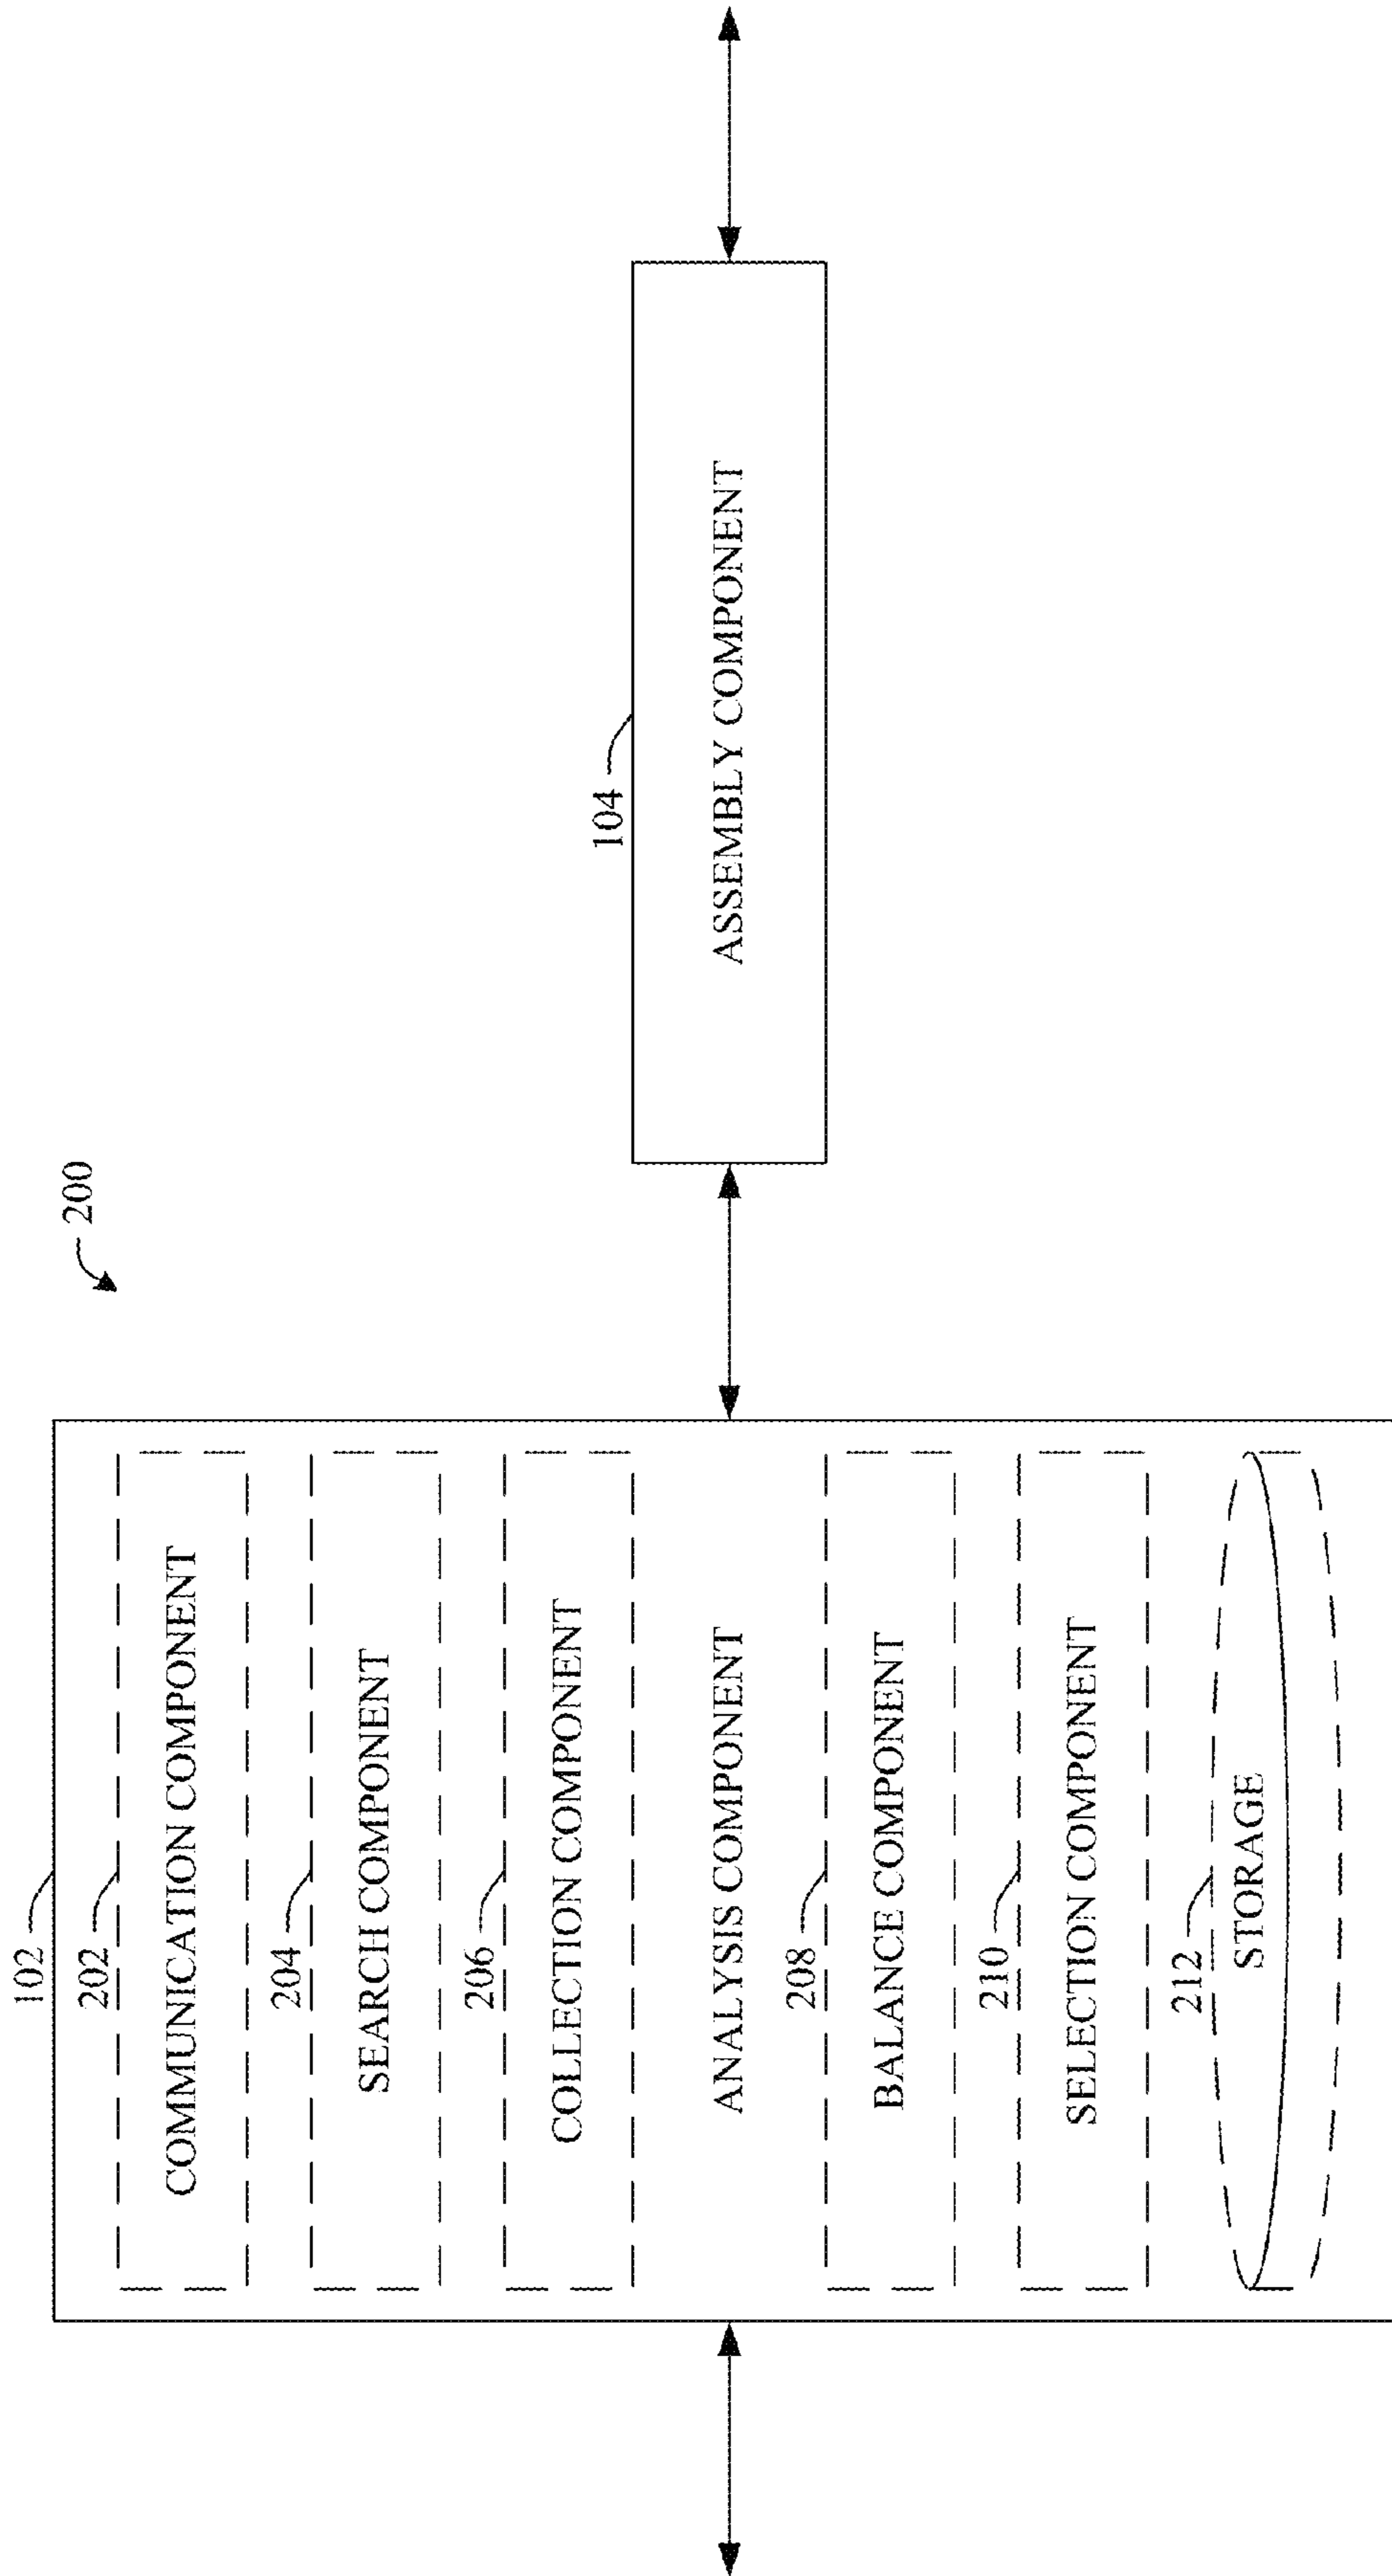 200
102
202
COMMUNICATION COMPONENT
204
SEARCH COMPONENT
206
COLLECTION COMPONENT
ANALYSIS COMPONENT
208
BALANCE COMPONENT
210
SELECTION COMPONENT
212
STORAGE
104
ASSEMBLY COMPONENT